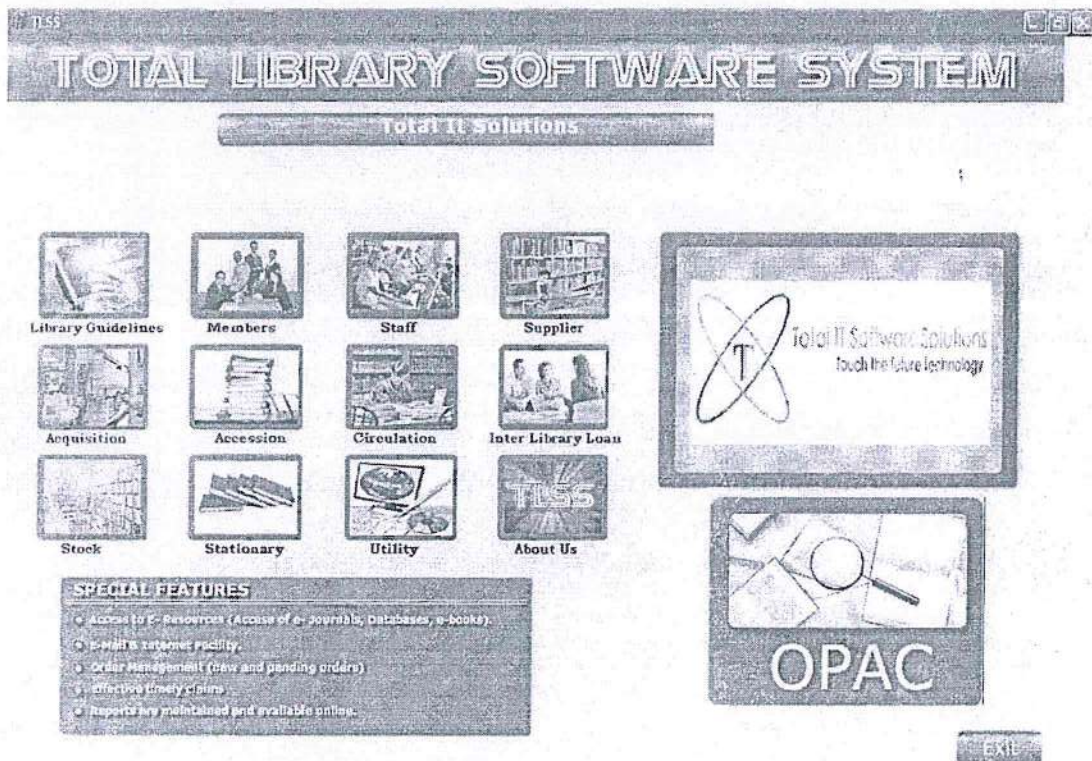 TLSS
TOTAL LIBRARY SOFTWARE SYSTEM
Total It Solutions
Library Guidelines
Members
Staff
Supplier
Acquisition
Accession
Circulation
Inter Library Loan
Stock
Stationary
Utility
TLSS
About Us
T
Total IT Software Solutions
Touch the future technology
OPAC
SPECIAL FEATURES
Access to E- Resources (Access of e- Journals, Databases, e-books).
E-Mail & Internet Facility.
Order Management (new and pending orders)
Effective timely claims
Reports are maintained and available online.
EXIT